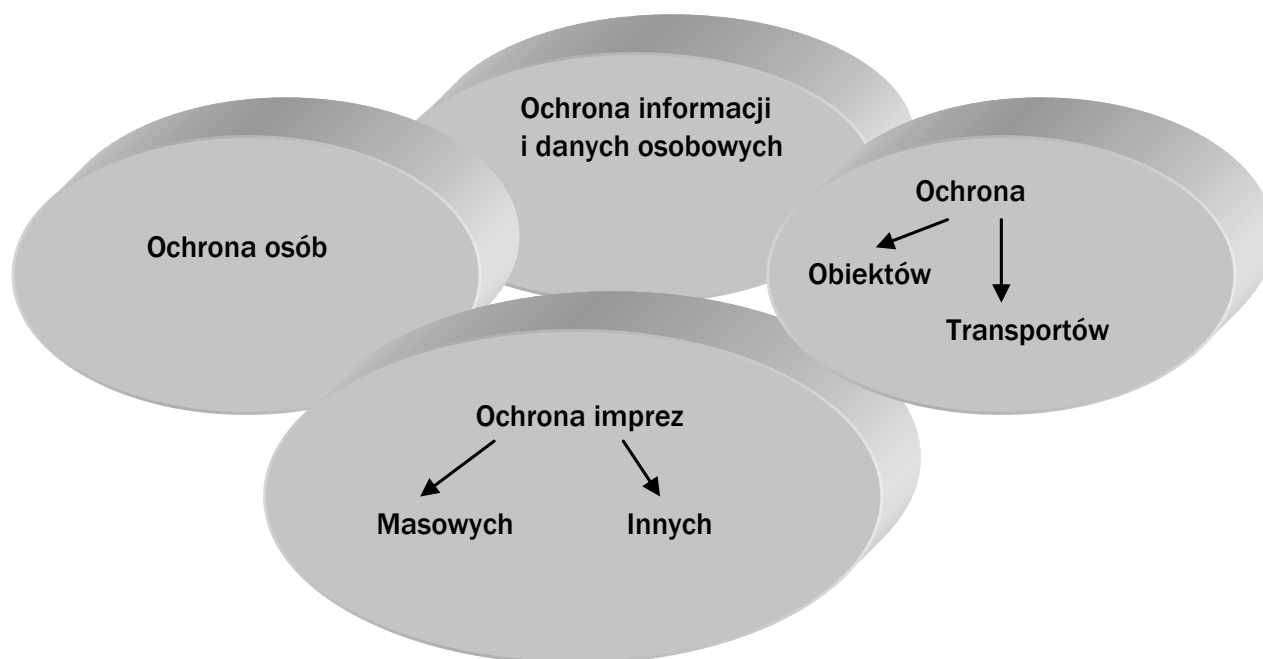 Ochrona informacji
i danych osobowych
Ochrona osób
Ochrona
Obiektów
Transportów
Ochrona imprez
Masowych
Innych